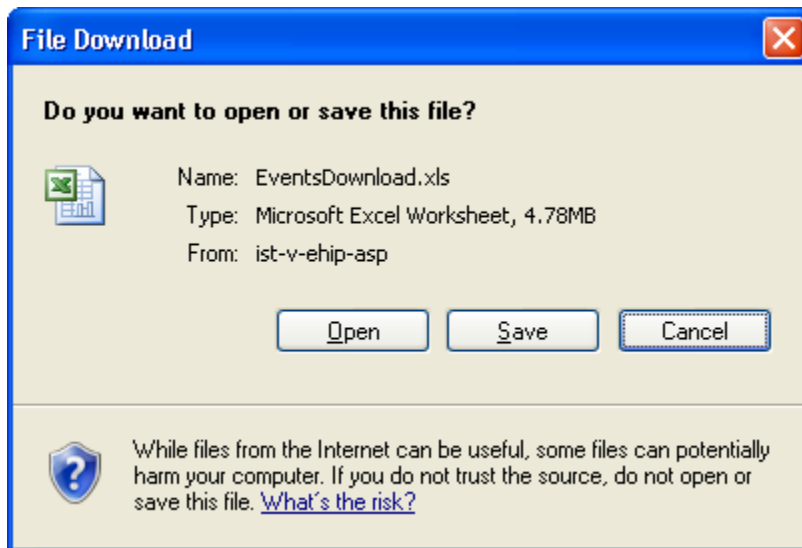 File Download
Do you want to open or save this file?
Name: EventsDownload.xls
Type: Microsoft Excel Worksheet, 4.78MB
From: ist-v-ehip-asp
Open Save Cancel
While files from the Internet can be useful, some files can potentially
harm your computer. If you do not trust the source, do not open or
save this file. What's the risk?